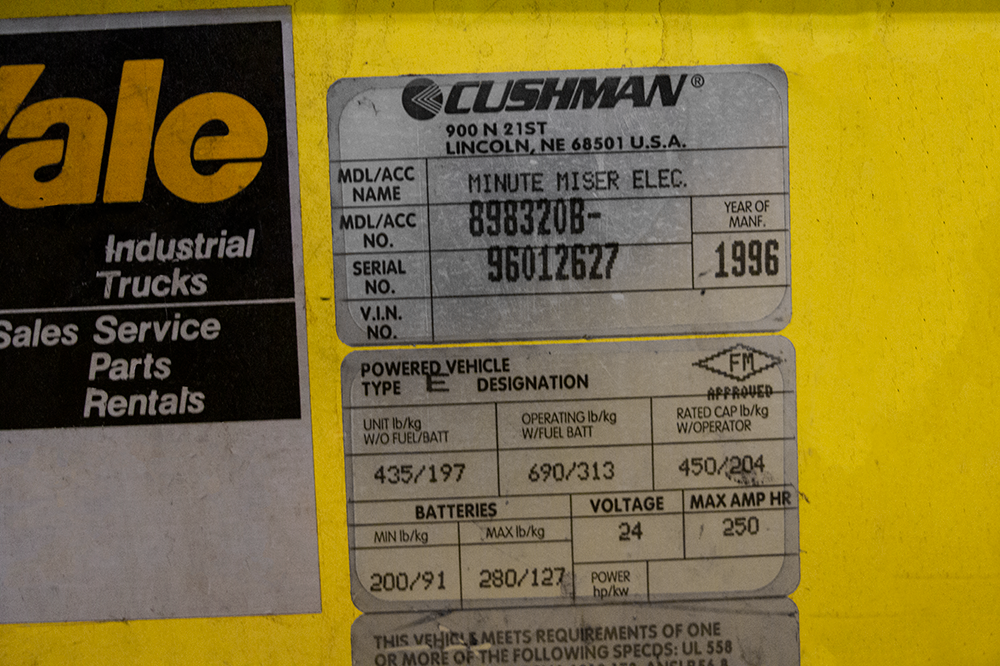 Yale
Industrial
Trucks
Sales Service
Parts
Rentals
CUSHMAN®
900 N 21ST
LINCOLN, NE 68501 U.S.A.
MDL/ACC NAME MINUTE MISER ELEC.
MDL/ACC NO. 898320B-
SERIAL NO. 96012627
YEAR OF MANF. 1996
V.I.N. NO.
POWERED VEHICLE
TYPE E DESIGNATION
FM
APPROVED
UNIT lb/kg W/O FUEL/BATT
OPERATING lb/kg W/FUEL BATT
RATED CAP lb/kg W/OPERATOR
435/197 690/313 450/204
BATTERIES VOLTAGE MAX AMP HR
MIN lb/kg MAX lb/kg 24 250
200/91 280/127 POWER hp/kw
THIS VEHICLE MEETS REQUIREMENTS OF ONE
OR MORE OF THE FOLLOWING SPECDS: UL 558